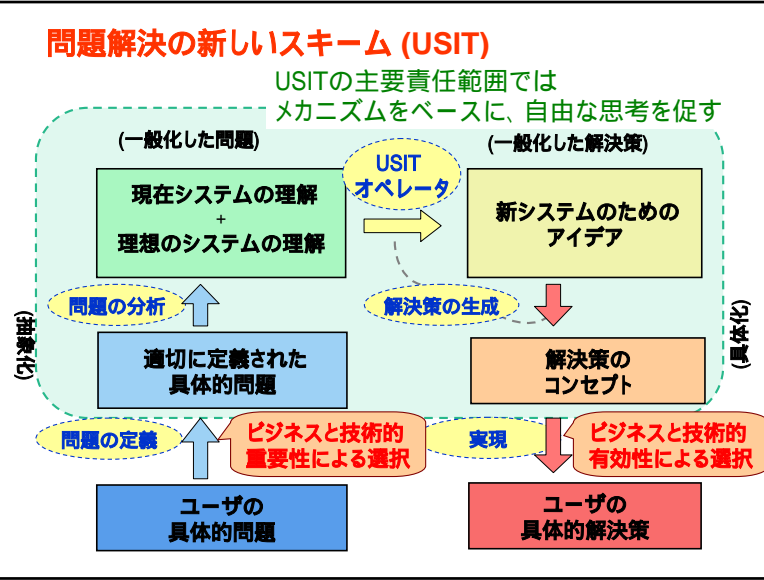 問題解決の新しいスキーム (USIT)
USITの主要責任範囲では
メカニズムをベースに、自由な思考を促す
(一般化した問題)
(一般化した解決策)
USIT
オペレータ
現在システムの理解
+
理想のシステムの理解
新システムのための
アイデア
問題の分析
解決策の生成
(抽象化)
(具体化)
適切に定義された
具体的問題
解決策の
コンセプト
問題の定義
ビジネスと技術的
重要性による選択
実現
ビジネスと技術的
有効性による選択
ユーザの
具体的問題
ユーザの
具体的解決策